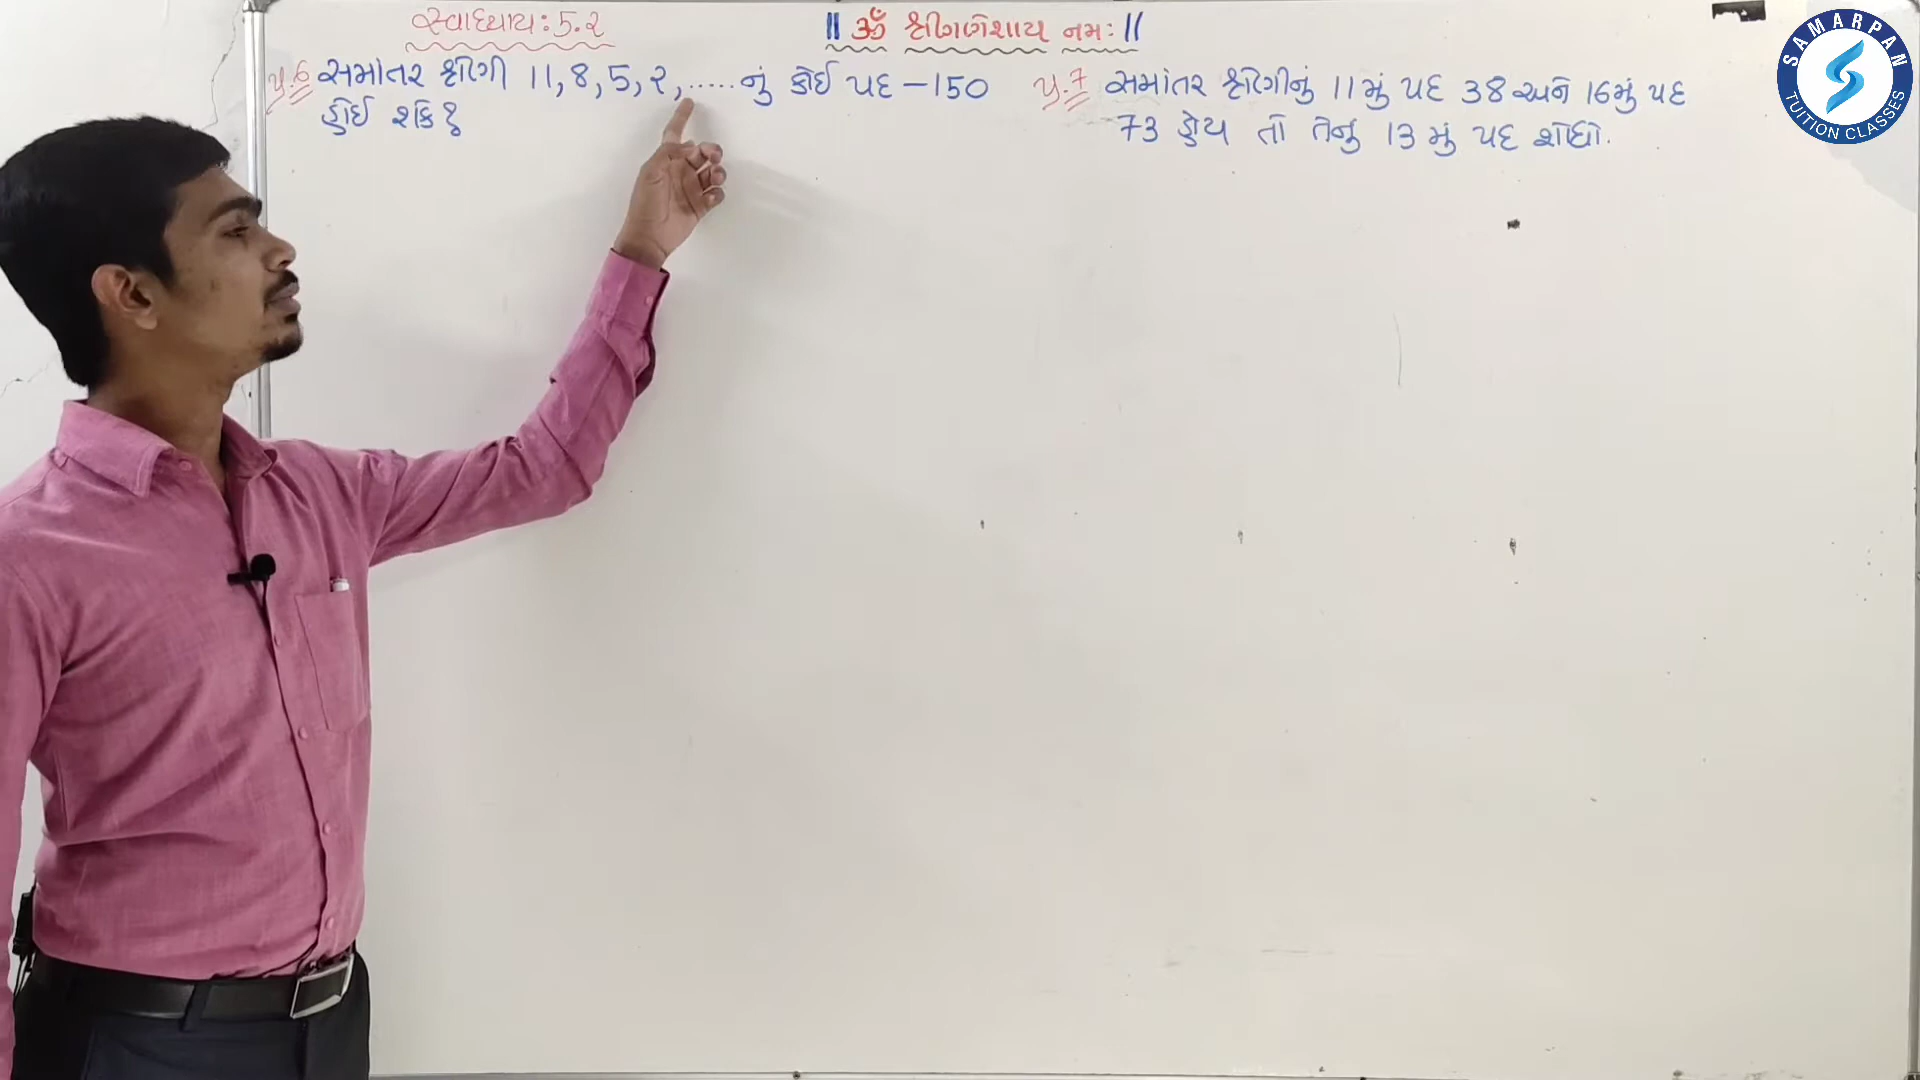 સ્વાધ્યાય: 5.2
|| ૐ શ્રી ગણેશાય નમઃ ||
પ્ર.6 સમાંતર શ્રેણી 11, 8, 5, 2, ...... નું કોઈ પદ -150
હોઈ શકે?
પ્ર.7 સમાંતર શ્રેણીનું 11મું પદ 38 અને 16મું પદ
73 હોય તો તેનું 13 મું પદ શોધો.
SAMARPAN
TUITION CLASSES